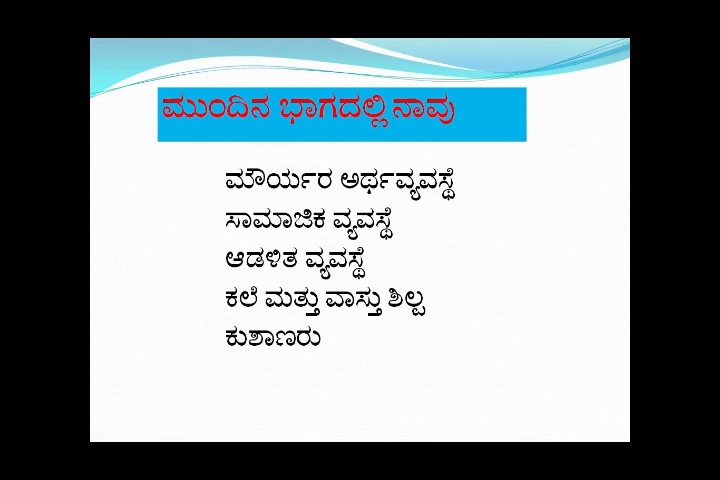 ಮುಂದಿನ ಭಾಗದಲ್ಲಿ ನಾವು
ಮೌರ್ಯರ ಅರ್ಥವ್ಯವಸ್ಥೆ
ಸಾಮಾಜಿಕ ವ್ಯವಸ್ಥೆ
ಆಡಳಿತ ವ್ಯವಸ್ಥೆ
ಕಲೆ ಮತ್ತು ವಾಸ್ತು ಶಿಲ್ಪ
ಕುಶಾಣರು